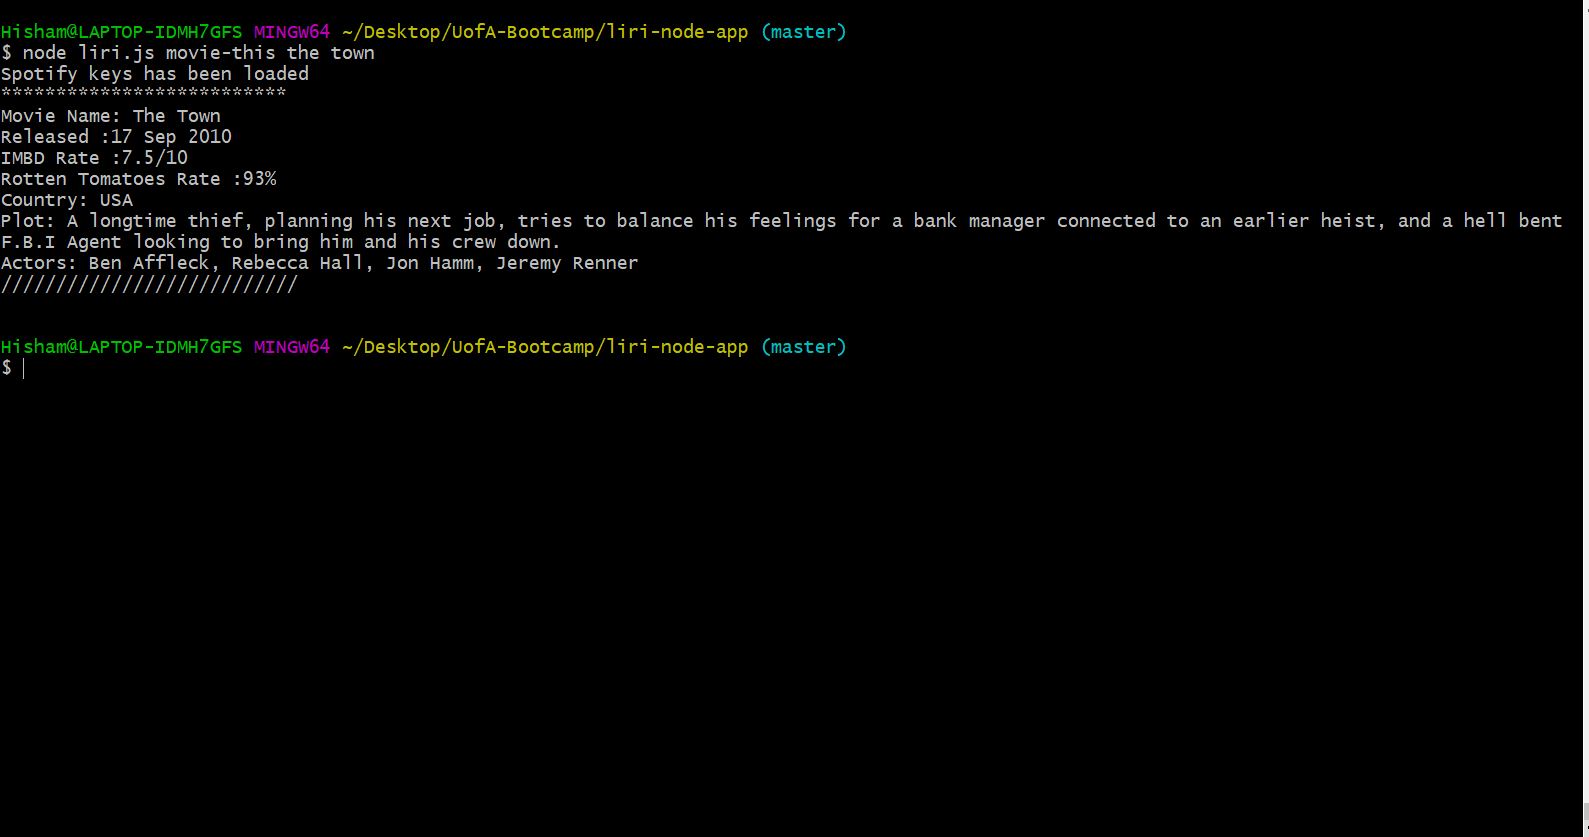 Hisham@LAPTOP-IDMH7GFS MINGW64 ~/Desktop/UofA-Bootcamp/liri-node-app (master)
$ node liri.js movie-this the town
Spotify keys has been loaded
**************************
Movie Name: The Town
Released :17 Sep 2010
IMBD Rate :7.5/10
Rotten Tomatoes Rate :93%
Country: USA
Plot: A longtime thief, planning his next job, tries to balance his feelings for a bank manager connected to an earlier heist, and a hell bent
F.B.I Agent looking to bring him and his crew down.
Actors: Ben Affleck, Rebecca Hall, Jon Hamm, Jeremy Renner
///////////////////////////
Hisham@LAPTOP-IDMH7GFS MINGW64 ~/Desktop/UofA-Bootcamp/liri-node-app (master)
$